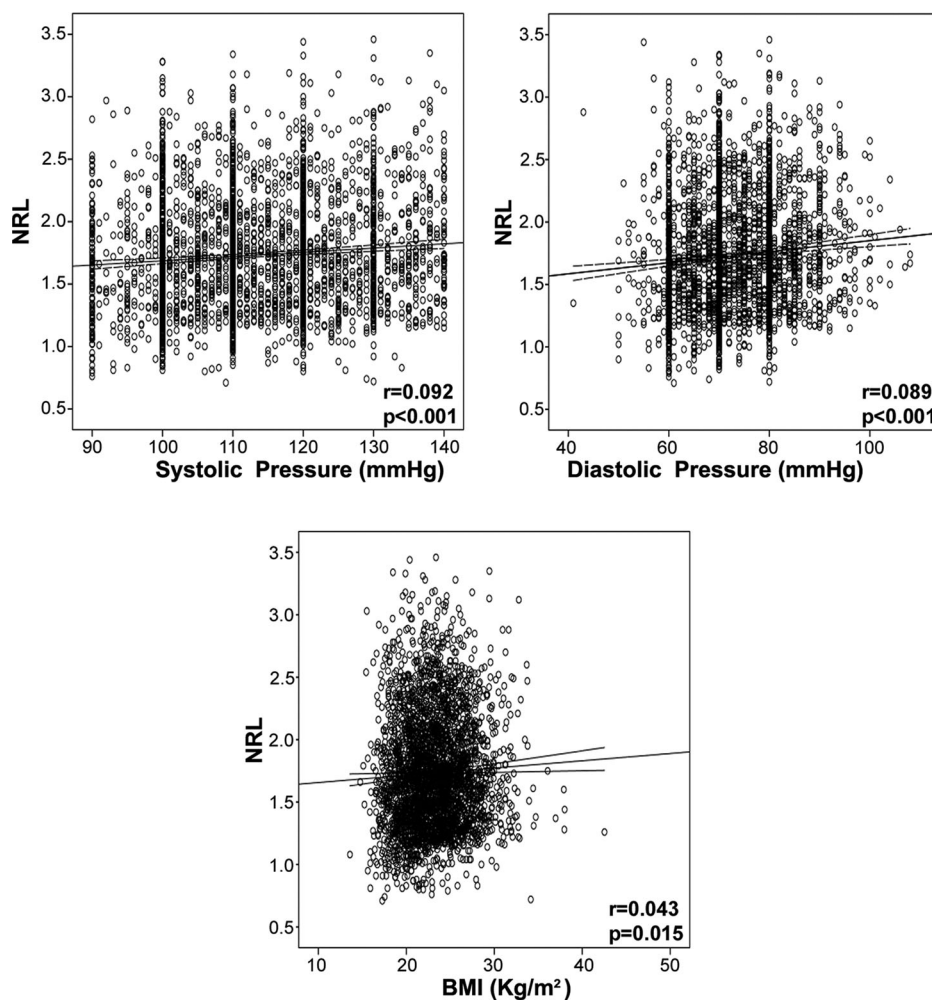 3.5
3.0
2.5
2.0
1.5
1.0
0.5
NRL
r=0.092
p<0.001
90 100 110 120 130 140
Systolic Pressure (mmHg)
3.5
3.0
2.5
2.0
1.5
1.0
0.5
NRL
r=0.089
p<0.001
40 60 80 100
Diastolic Pressure (mmHg)
3.5
3.0
2.5
2.0
1.5
1.0
0.5
NRL
r=0.043
p=0.015
10 20 30 40 50
BMI (Kg/m²)